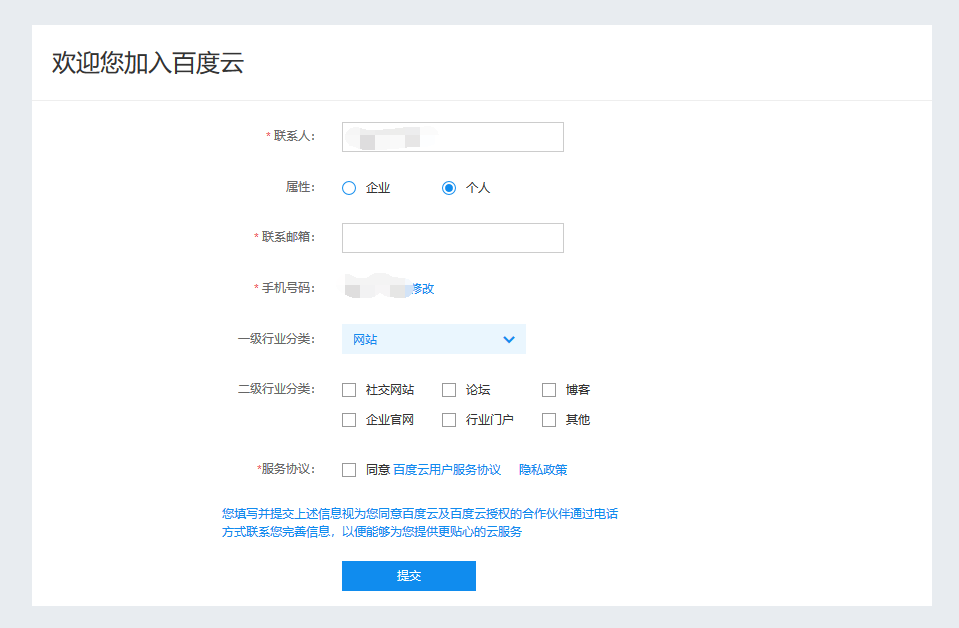 欢迎您加入百度云
* 联系人：
属性： 企业 个人
* 联系邮箱：
* 手机号码： 修改
一级行业分类： 网站
二级行业分类： 社交网站 论坛 博客
企业官网 行业门户 其他
*服务协议： 同意 百度云用户服务协议 隐私政策
您填写并提交上述信息视为您同意百度云及百度云授权的合作伙伴通过电话
方式联系您完善信息，以便能够为您提供更贴心的云服务
提交